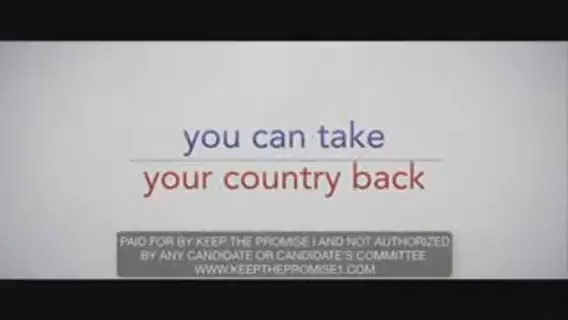 you can take
your country back
PAID FOR BY KEEP THE PROMISE I AND NOT AUTHORIZED
BY ANY CANDIDATE OR CANDIDATE'S COMMITTEE
WWW.KEEPTHEPROMISE1.COM